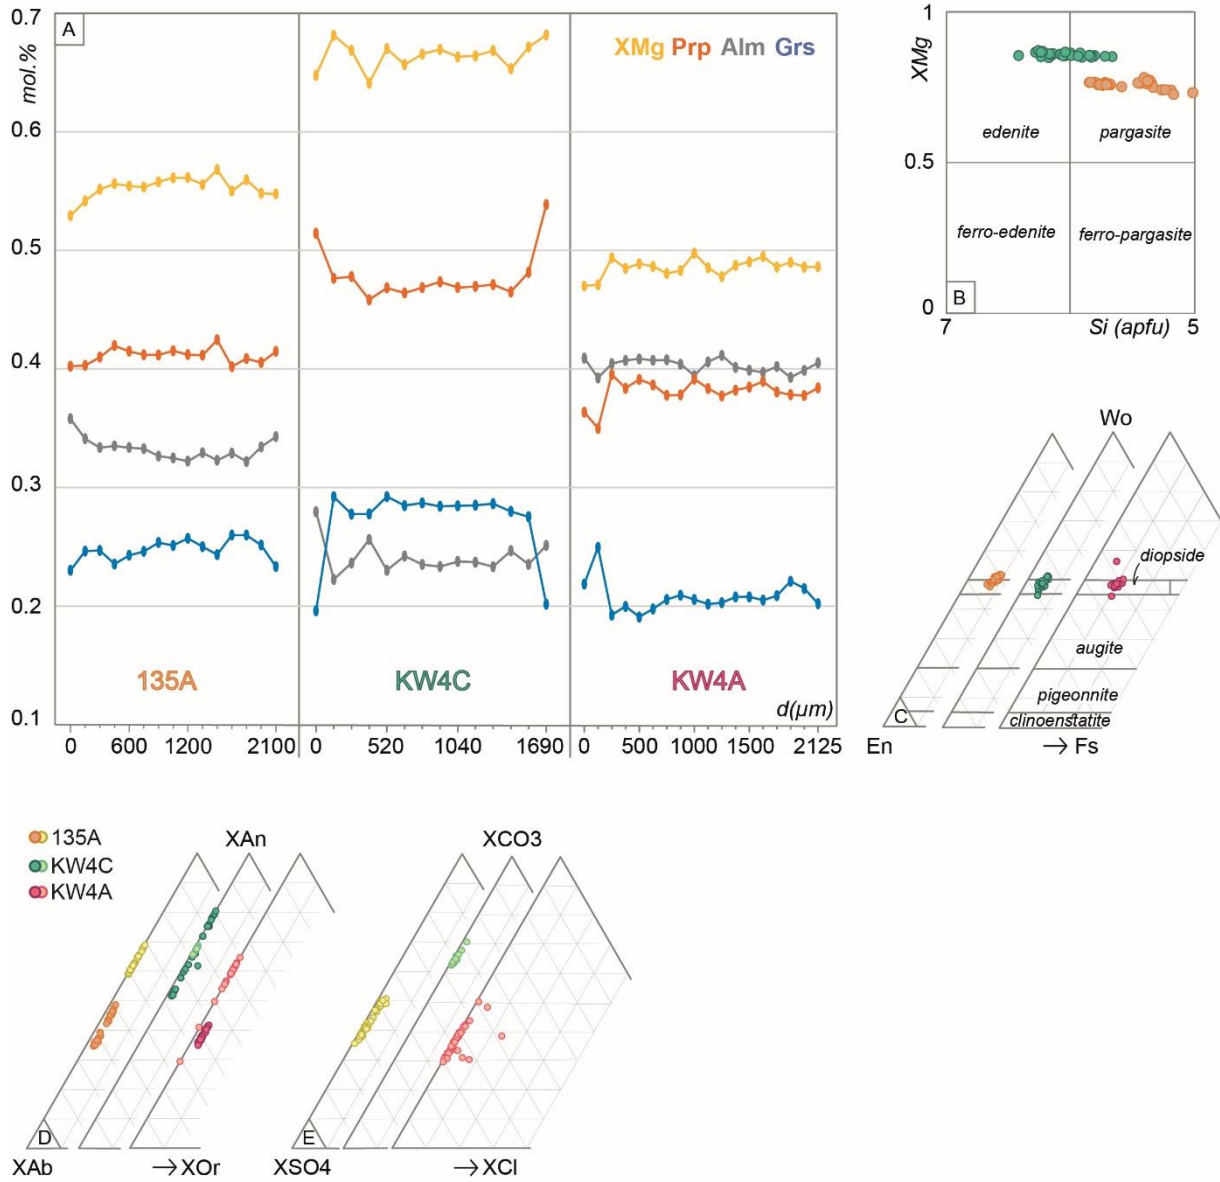 A
mol.%
0.7
0.6
0.5
0.4
0.3
0.2
0.1
XMg Prp Alm Grs
135A KW4C KW4A
d(µm)
0 600 1200 2100 0 520 1040 1690 0 500 1000 1500 2125
XMg
1
0.5
0
edenite pargasite
ferro-edenite ferro-pargasite
B
7 Si (apfu) 5
Wo
diopside
augite
pigeonnite
clinoenstatite
C
En → Fs
135A
KW4C
KW4A
XAn
D
XAb → XOr
XCO3
E
XSO4 → XCl